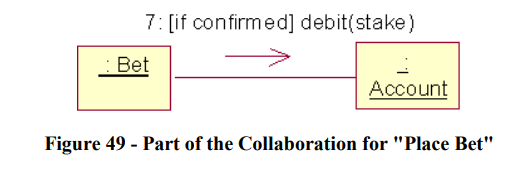 7: [if confirmed] debit(stake)
: Bet
:
Account
Figure 49 - Part of the Collaboration for "Place Bet"